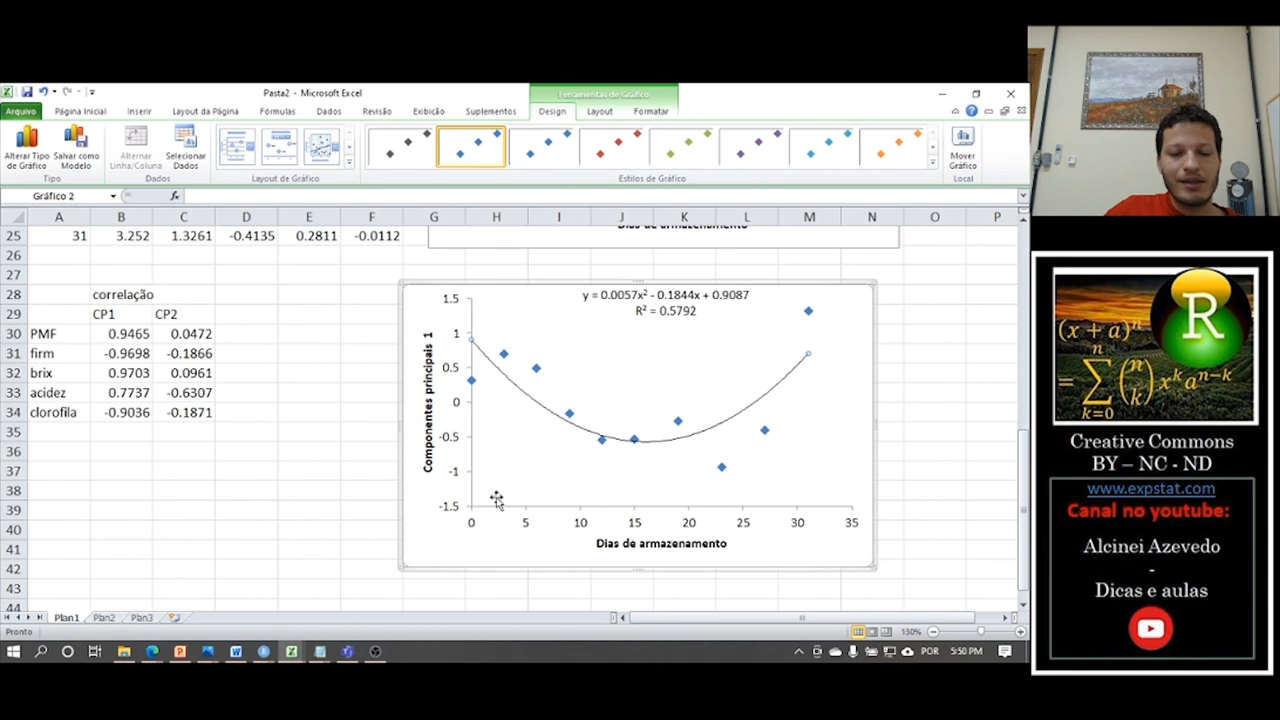 Pasta2 - Microsoft Excel
Ferramentas de Gráfico
Arquivo Página Inicial Inserir Layout da Página Fórmulas Dados Revisão Exibição Suplementos Design Layout Formatar
Alterar Tipo de Gráfico
Salvar como Modelo
Alternar Linha/Coluna
Selecionar Dados
Mover Gráfico
Tipo Dados Layout de Gráfico Estilos de Gráfico Local
Gráfico 2 fx
A B C D E F G H I J K L M N O P
25 31 3.252 1.3261 -0.4135 0.2811 -0.0112
Dias de armazenamento
26
27
28 correlação
29 CP1 CP2
30 PMF 0.9465 0.0472
31 firm -0.9698 -0.1866
32 brix 0.9703 0.0961
33 acidez 0.7737 -0.6307
34 clorofila -0.9036 -0.1871
35
36
37
38
39
40
41
42
43
44
y = 0.0057x² - 0.1844x + 0.9087
R² = 0.5792
Componentes principais 1
1.5
1
0.5
0
-0.5
-1
-1.5
0 5 10 15 20 25 30 35
Dias de armazenamento
Plan1 Plan2 Plan3
Pronto 130%
POR 5:50 PM
(x + a)ⁿ
= ∑ (n k) xᵏaⁿ⁻ᵏ
n
k=0
R
Creative Commons
BY – NC - ND
www.expstat.com
Canal no youtube:
Alcinei Azevedo
-
Dicas e aulas